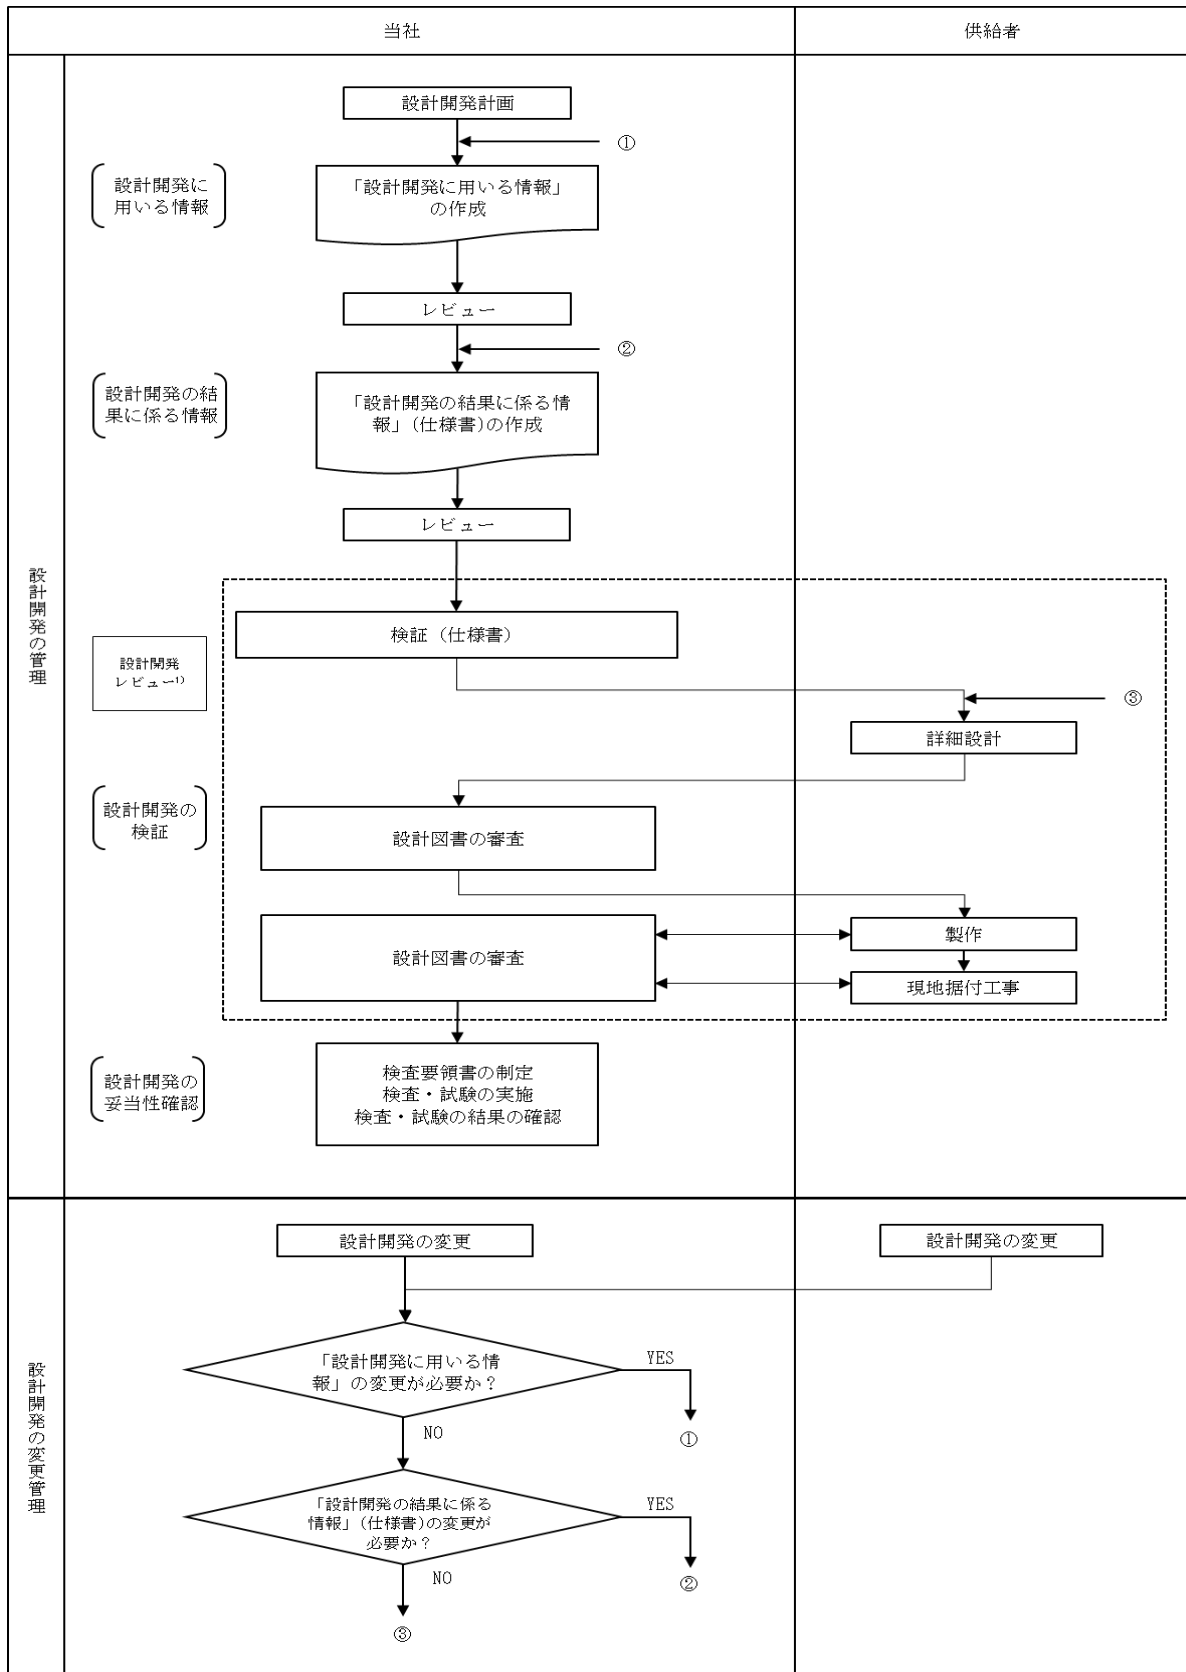 当社
供給者
設計開発の管理
設計開発計画
①
設計開発に
用いる情報
「設計開発に用いる情報」
の作成
レビュー
②
設計開発の結
果に係る情報
「設計開発の結果に係る情
報」(仕様書)の作成
レビュー
検証(仕様書)
設計開発
レビュー1)
③
詳細設計
設計開発の
検証
設計図書の審査
設計図書の審査
製作
現地据付工事
設計開発の
妥当性確認
検査要領書の制定
検査・試験の実施
検査・試験の結果の確認
設計開発の変更管理
設計開発の変更
設計開発の変更
「設計開発に用いる情
報」の変更が必要か?
YES
①
NO
「設計開発の結果に係る
情報」(仕様書)の変更が
必要か?
YES
②
NO
③